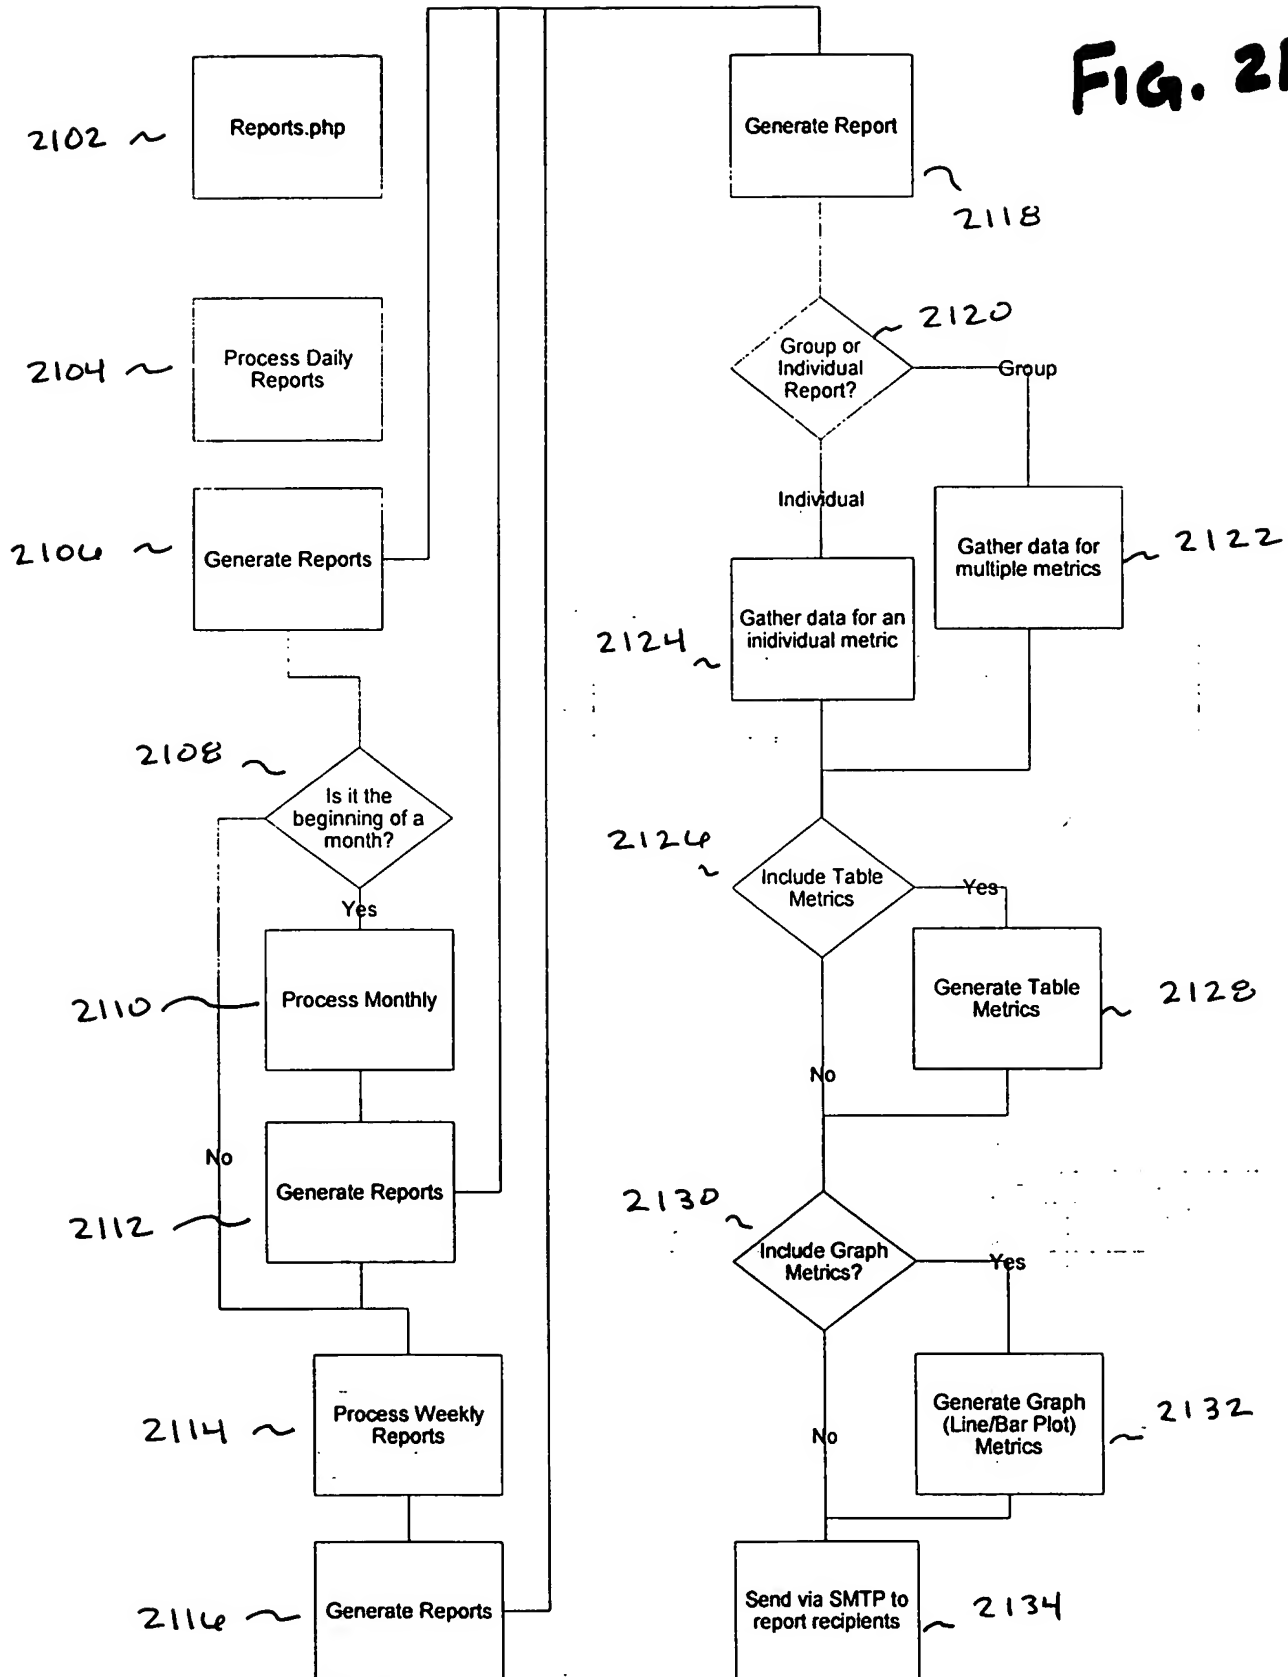 FIG. 21
2102
Reports.php
2104
Process Daily
Reports
2106
Generate Reports
2108
Is it the
beginning of a
month?
Yes
2110
Process Monthly
No
2112
Generate Reports
2114
Process Weekly
Reports
2116
Generate Reports
Generate Report
2118
2120
Group or
Individual
Report?
Group
Individual
Gather data for
multiple metrics
2122
2124
Gather data for an
inidividual metric
2126
Include Table
Metrics
Yes
Generate Table
Metrics
2128
No
2130
Include Graph
Metrics?
Yes
Generate Graph
(Line/Bar Plot)
Metrics
2132
No
Send via SMTP to
report recipients
2134